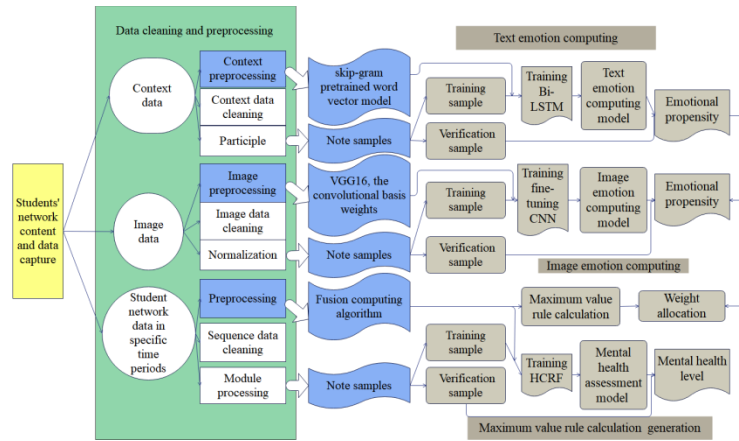 Data cleaning and preprocessing
Text emotion computing
Students'
network
content
and data
capture
Context
data
Context
preprocessing
Context data
cleaning
Participle
skip-gram
pretrained word
vector model
Note samples
Training
sample
Verification
sample
Training
Bi-
LSTM
Text
emotion
computing
model
Emotional
propensity
Image
data
Image
preprocessing
Image data
cleaning
Normalization
VGG16, the
convolutional basis
weights
Note samples
Training
sample
Verification
sample
Training
fine-
tuning
CNN
Image
emotion
computing
model
Emotional
propensity
Image emotion computing
Student
network
data in
specific
time
periods
Preprocessing
Sequence data
cleaning
Module
processing
Fusion computing
algorithm
Note samples
Maximum value
rule calculation
Weight
allocation
Training
sample
Verification
sample
Training
HCRF
Mental
health
assessment
model
Mental health
level
Maximum value rule calculation generation